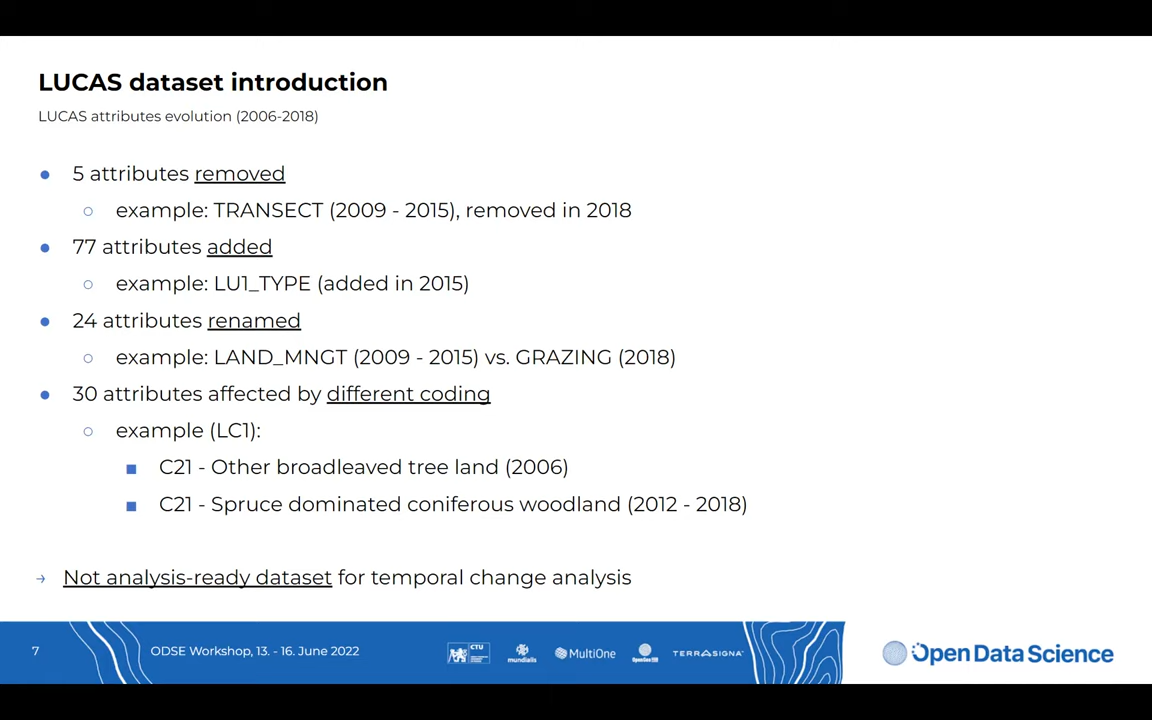 LUCAS dataset introduction
LUCAS attributes evolution (2006-2018)
● 5 attributes removed
○ example: TRANSECT (2009 - 2015), removed in 2018
● 77 attributes added
○ example: LU1_TYPE (added in 2015)
● 24 attributes renamed
○ example: LAND_MNGT (2009 - 2015) vs. GRAZING (2018)
● 30 attributes affected by different coding
○ example (LC1):
■ C21 - Other broadleaved tree land (2006)
■ C21 - Spruce dominated coniferous woodland (2012 - 2018)
→ Not analysis-ready dataset for temporal change analysis
7 ODSE Workshop, 13. - 16. June 2022 CTU mundialis MultiOne OpenGeoHub TERRASIGNA Open Data Science